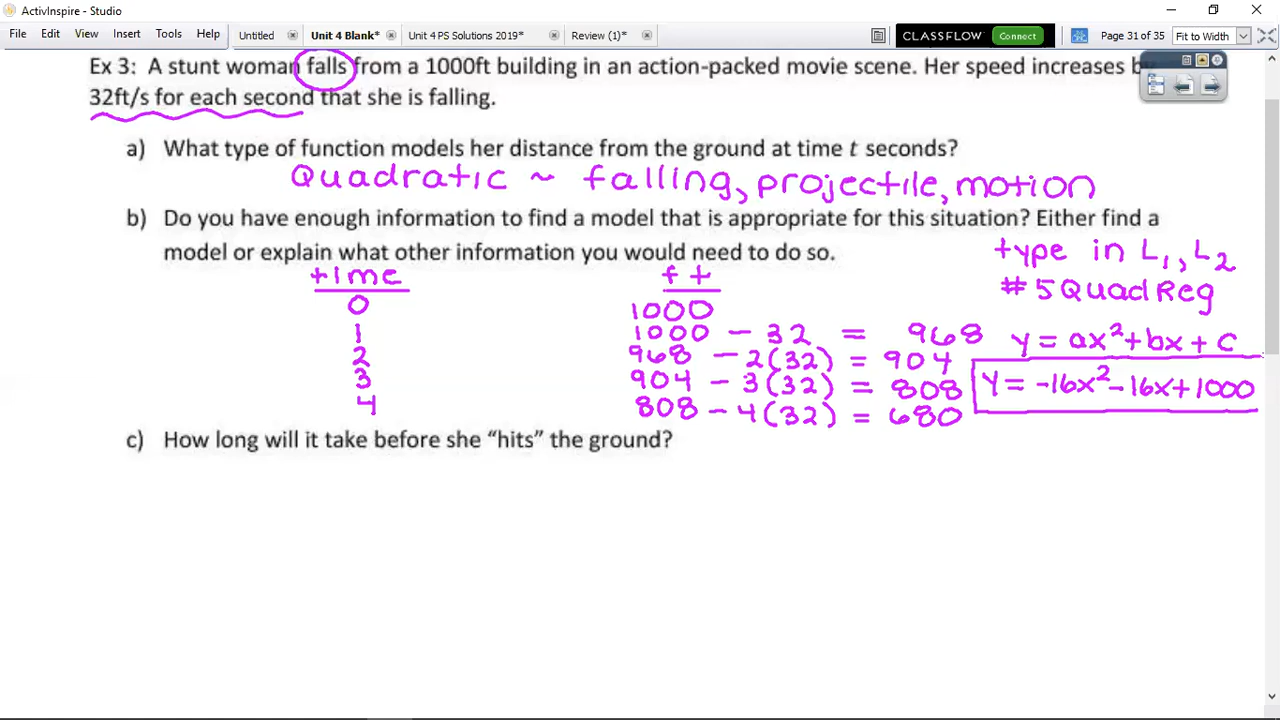 ActivInspire - Studio
File Edit View Insert Tools Help Untitled Unit 4 Blank* Unit 4 PS Solutions 2019* Review (1)* CLASSFLOW Connect Page 31 of 35 Fit to Width
Ex 3: A stunt woman falls from a 1000ft building in an action-packed movie scene. Her speed increases by
32ft/s for each second that she is falling.
a) What type of function models her distance from the ground at time t seconds?
Quadratic ~ falling, projectile, motion
b) Do you have enough information to find a model that is appropriate for this situation? Either find a
model or explain what other information you would need to do so.
type in L1, L2
time ft
#5 QuadReg
0 1000
1 1000 - 32 = 968
y = ax²+bx+c
2 968 - 2(32) = 904
3 904 - 3(32) = 808
y = -16x²-16x+1000
4 808 - 4(32) = 680
c) How long will it take before she "hits" the ground?